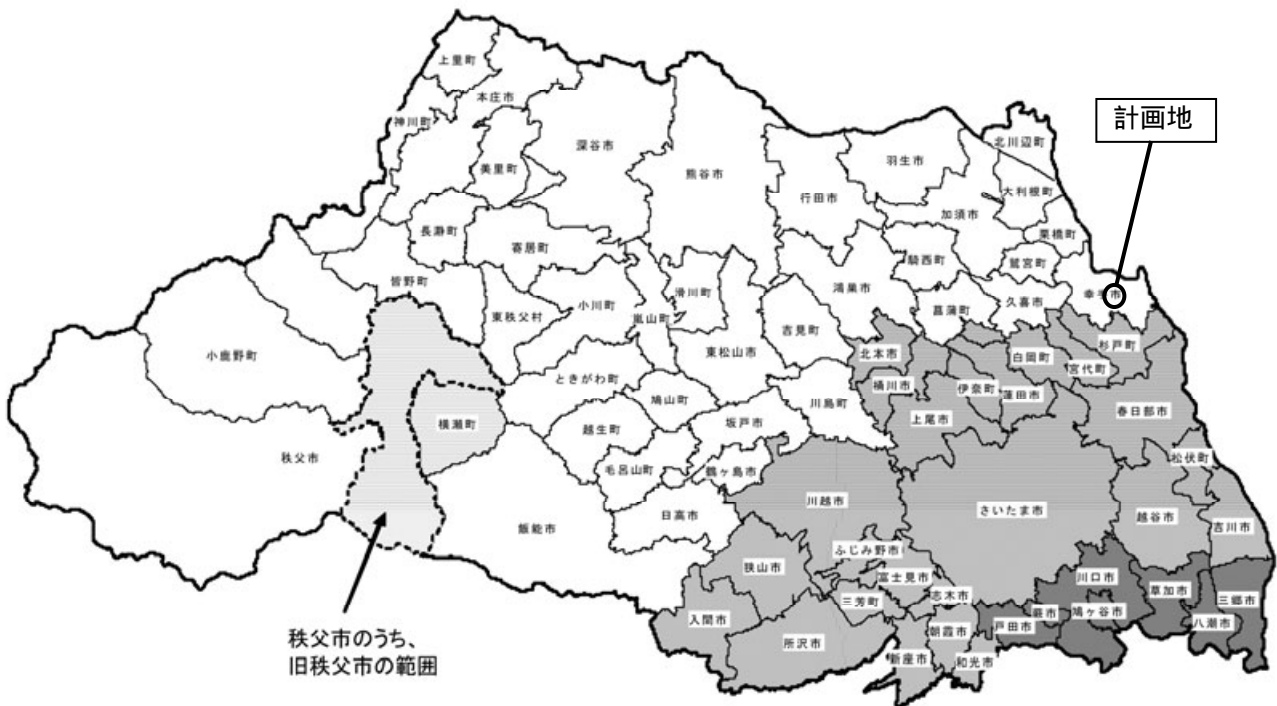 上里町
本庄市
神川町
美里町
深谷市
熊谷市
計画地
北川辺町
羽生市
行田市
大利根町
加須市
栗橋町
長瀞町
寄居町
騎西町
鷲宮町
皆野町
滑川町
鴻巣市
幸手市
久喜市
菖蒲町
小川町
東秩父村
嵐山町
吉見町
東松山市
小鹿野町
北本市
白岡町
杉戸町
宮代町
ときがわ町
桶川市
伊奈町
蓮田市
鳩山町
川島町
春日部市
横瀬町
坂戸市
上尾市
越生町
秩父市
松伏町
毛呂山町
鶴ヶ島市
川越市
さいたま市
日高市
越谷市
飯能市
吉川市
ふじみ野市
狭山市
富士見市
川口市
志木市
三芳町
草加市
三郷市
入間市
鳩ヶ谷市
蕨市
戸田市
八潮市
朝霞市
所沢市
新座市
和光市
秩父市のうち、
旧秩父市の範囲